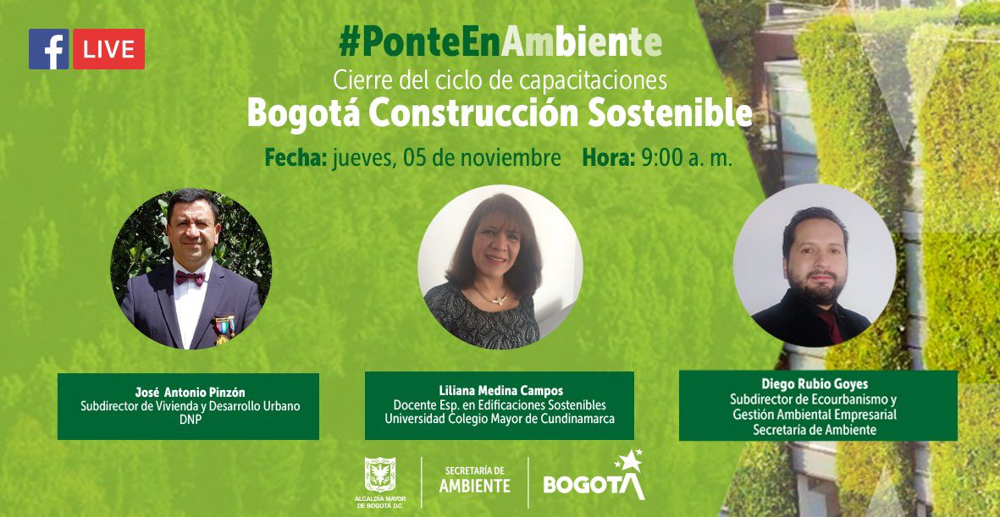 f LIVE
#PonteEnAmbiente
Cierre del ciclo de capacitaciones
Bogotá Construcción Sostenible
Fecha: jueves, 05 de noviembre Hora: 9:00 a. m.
José Antonio Pinzón
Subdirector de Vivienda y Desarrollo Urbano
DNP
Liliana Medina Campos
Docente Esp. en Edificaciones Sostenibles
Universidad Colegio Mayor de Cundinamarca
Diego Rubio Goyes
Subdirector de Ecourbanismo y
Gestión Ambiental Empresarial
Secretaría de Ambiente
ALCALDÍA MAYOR
DE BOGOTÁ D.C.
SECRETARÍA DE
AMBIENTE
BOGOTÁ